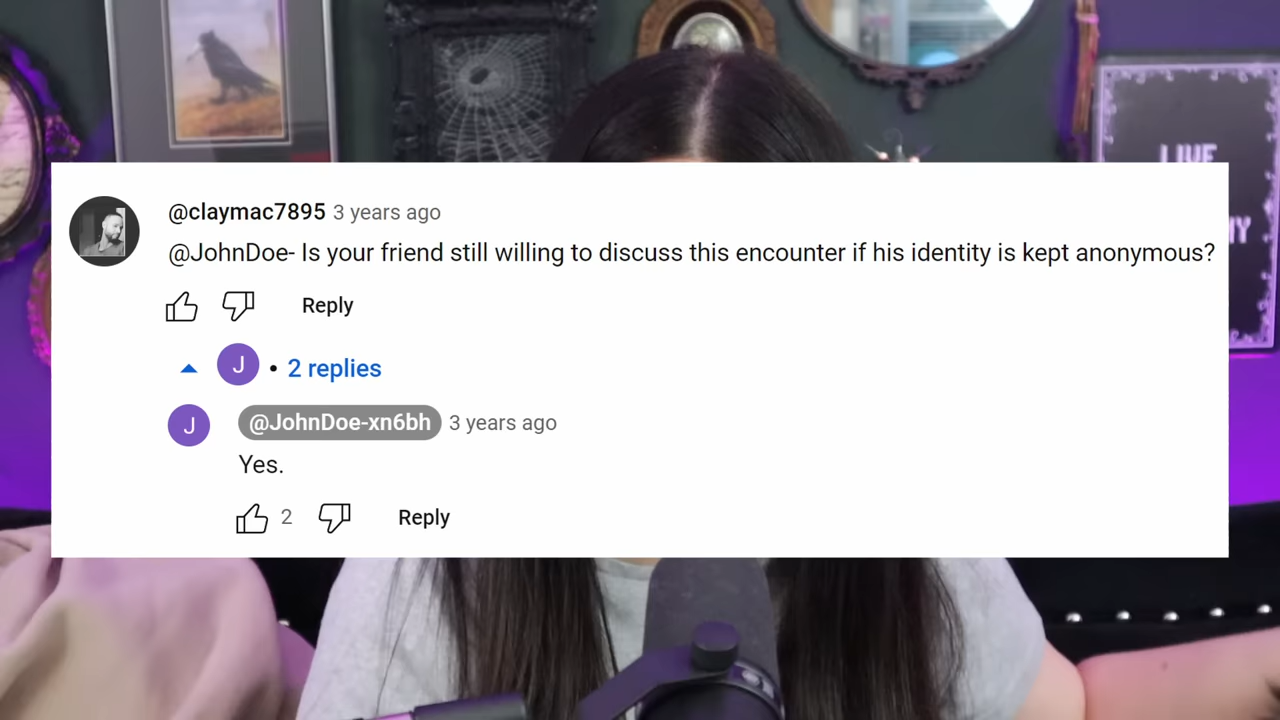 @claymac7895 3 years ago
@JohnDoe- Is your friend still willing to discuss this encounter if his identity is kept anonymous?
Reply
J • 2 replies
J @JohnDoe-xn6bh 3 years ago
Yes.
2 Reply
LIVE